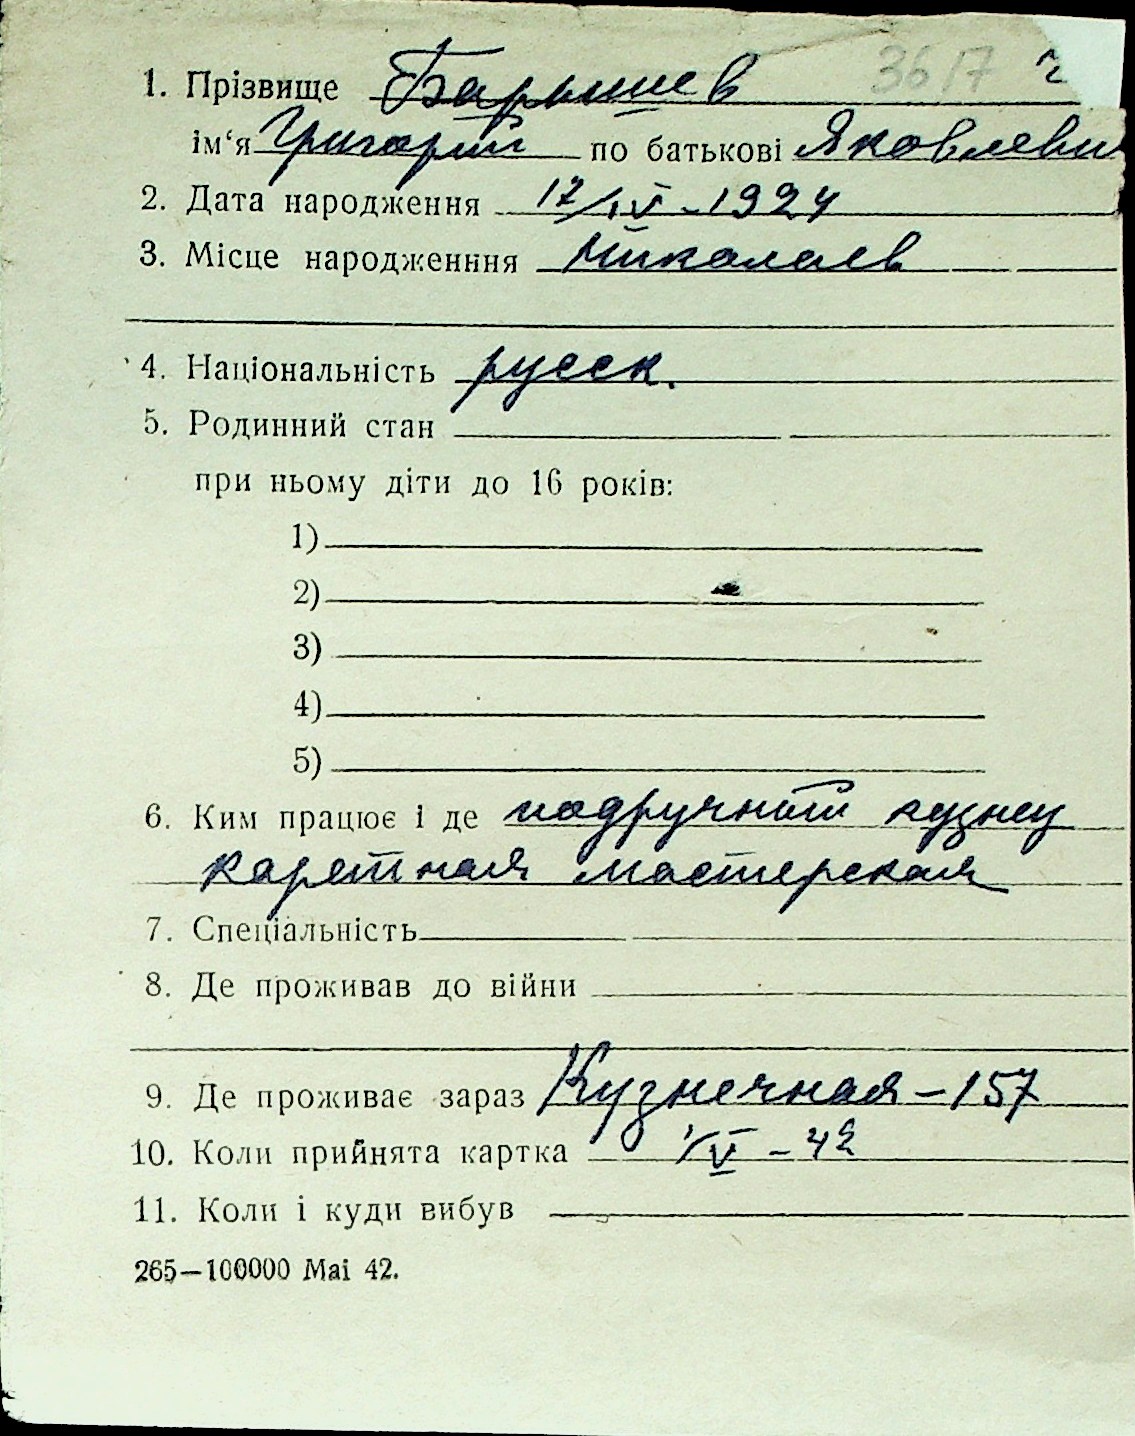 3617 ч
1. Прізвище Барышев
ім‘я Григорий по батькові Яковлеви
2. Дата народження 17/IV-1924
3. Місце народженння Николаев
4. Національність русск.
5. Родинний стан
при ньому діти до 16 років:
1)
2)
3)
4)
5)
6. Ким працює і де подручный кузнец
каретная мастерская
7. Спеціальність
8. Де проживав до війни
9. Де проживає зараз Кузнечная-157
10. Коли прийнята картка 1/V-42
11. Коли і куди вибув
265—100000 Mai 42.